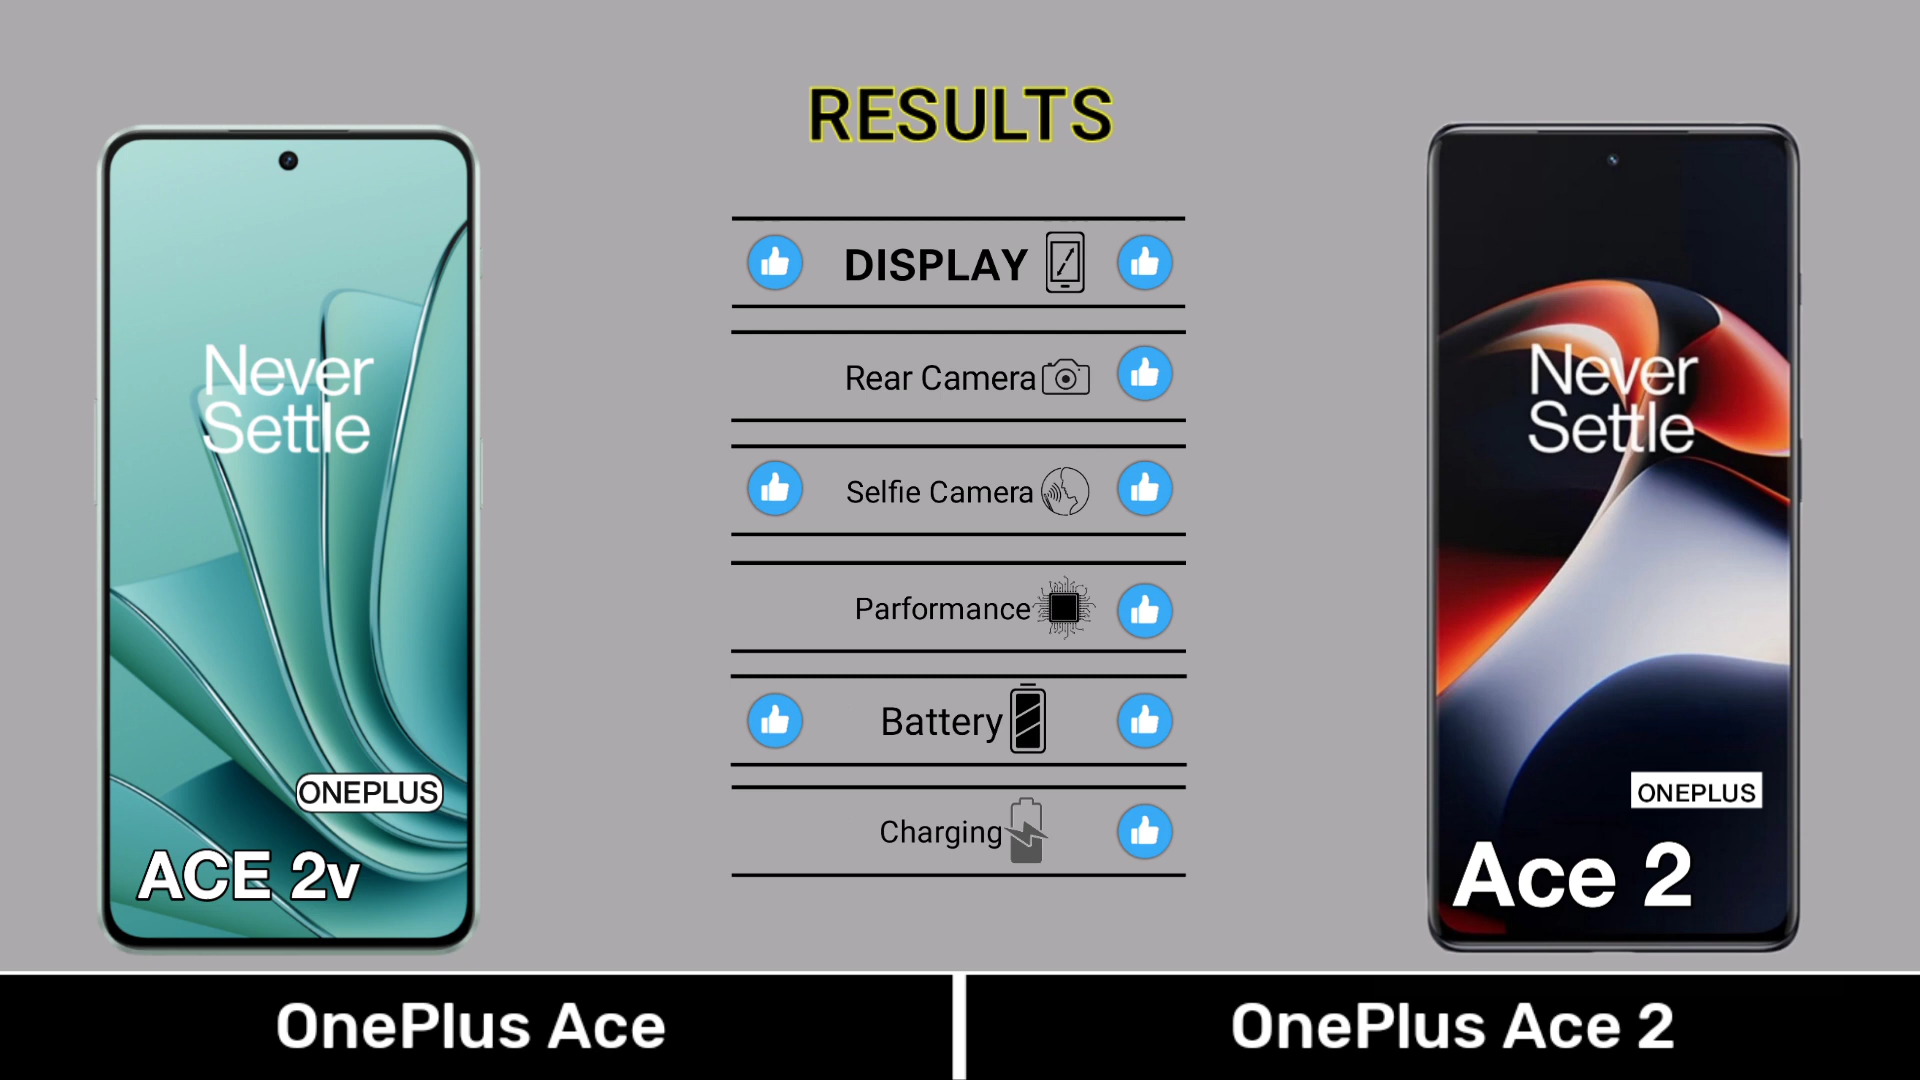 RESULTS
DISPLAY
Rear Camera
Selfie Camera
Parformance
Battery
Charging
Never
Settle
ONEPLUS
ACE 2v
Never
Settle
ONEPLUS
Ace 2
OnePlus Ace
OnePlus Ace 2